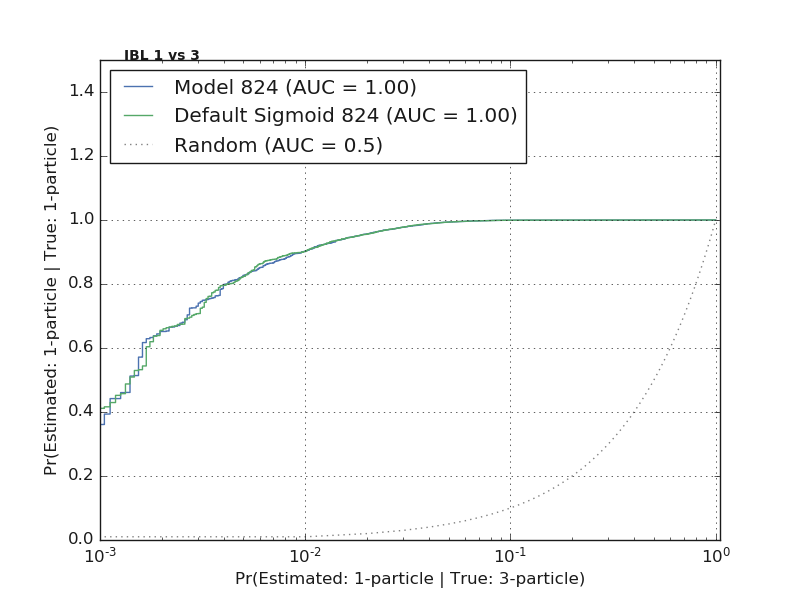 IBL 1 vs 3
Model 824 (AUC = 1.00)
Default Sigmoid 824 (AUC = 1.00)
Random (AUC = 0.5)
Pr(Estimated: 1-particle | True: 1-particle)
1.4
1.2
1.0
0.8
0.6
0.4
0.2
0.0
10^-3 10^-2 10^-1 10^0
Pr(Estimated: 1-particle | True: 3-particle)